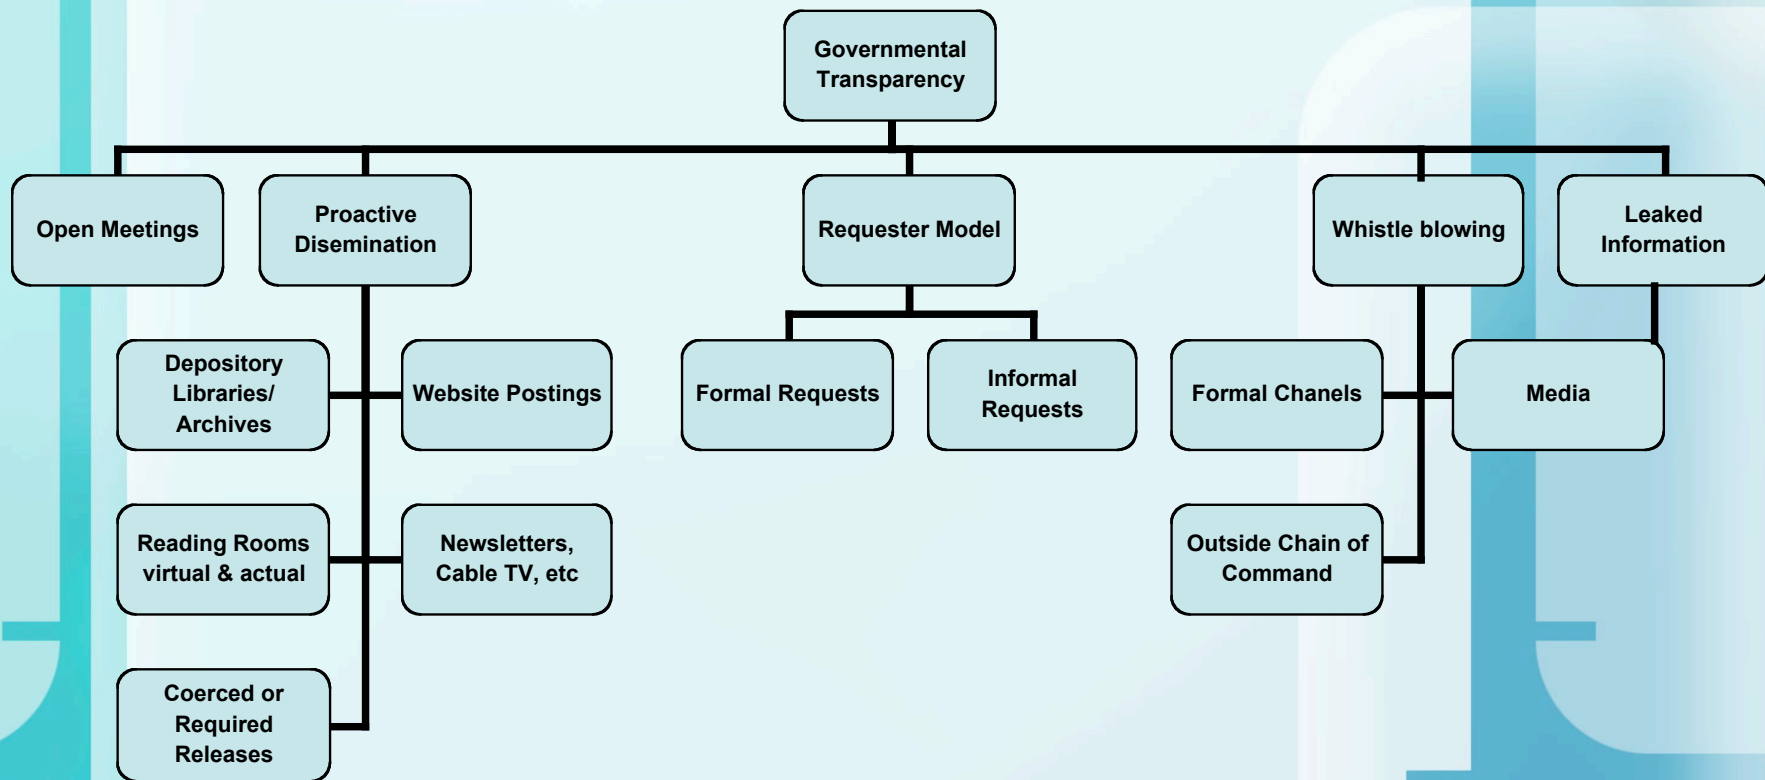 Governmental
Transparency
Open Meetings
Proactive
Disemination
Requester Model
Whistle blowing
Leaked
Information
Depository
Libraries/
Archives
Website Postings
Formal Requests
Informal
Requests
Formal Chanels
Media
Reading Rooms
virtual & actual
Newsletters,
Cable TV, etc
Outside Chain of
Command
Coerced or
Required
Releases